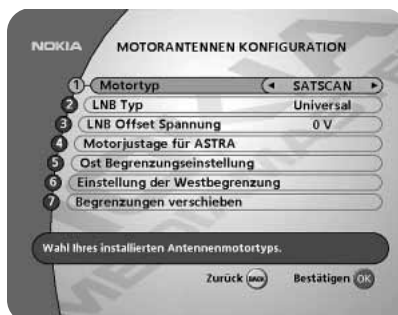 NOKIA MOTORANTENNEN KONFIGURATION
1 Motortyp SATSCAN
2 LNB Typ Universal
3 LNB Offset Spannung 0 V
4 Motorjustage für ASTRA
5 Ost Begrenzungseinstellung
6 Einstellung der Westbegrenzung
7 Begrenzungen verschieben
Wahl Ihres installierten Antennenmotortyps.
Zurück BACK Bestätigen OK